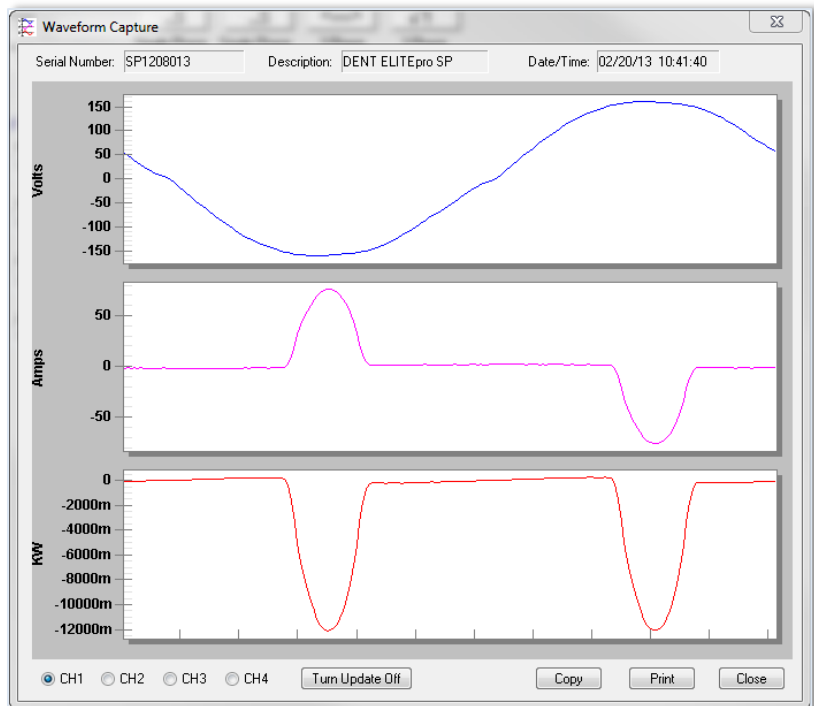 Waveform Capture
Serial Number: SP1208013 Description: DENT ELITEpro SP Date/Time: 02/20/13 10:41:40
150
100
50
0
-50
-100
-150
Volts
50
0
-50
Amps
0
-2000m
-4000m
-6000m
-8000m
-10000m
-12000m
KW
CH1 CH2 CH3 CH4 Turn Update Off Copy Print Close